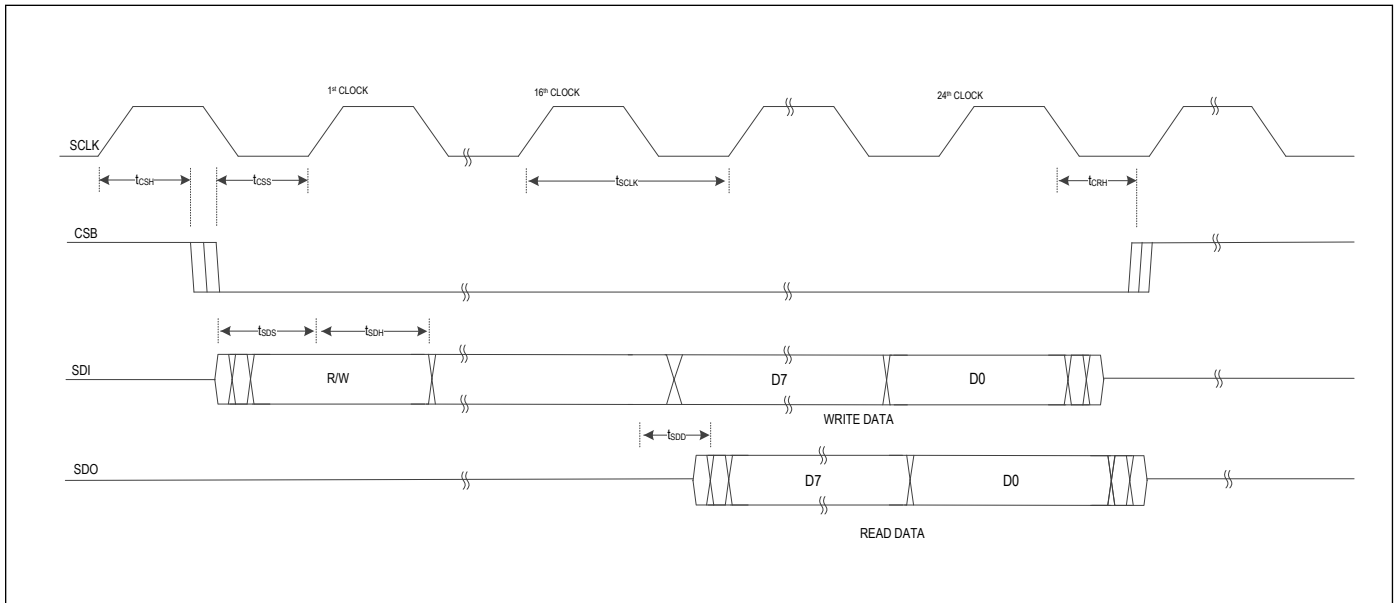 1st CLOCK
16th CLOCK
24th CLOCK
SCLK
tCSH
tCSS
tSCLK
tCRH
CSB
tSDS
tSDH
SDI
R/W
D7
D0
WRITE DATA
tSDD
SDO
D7
D0
READ DATA